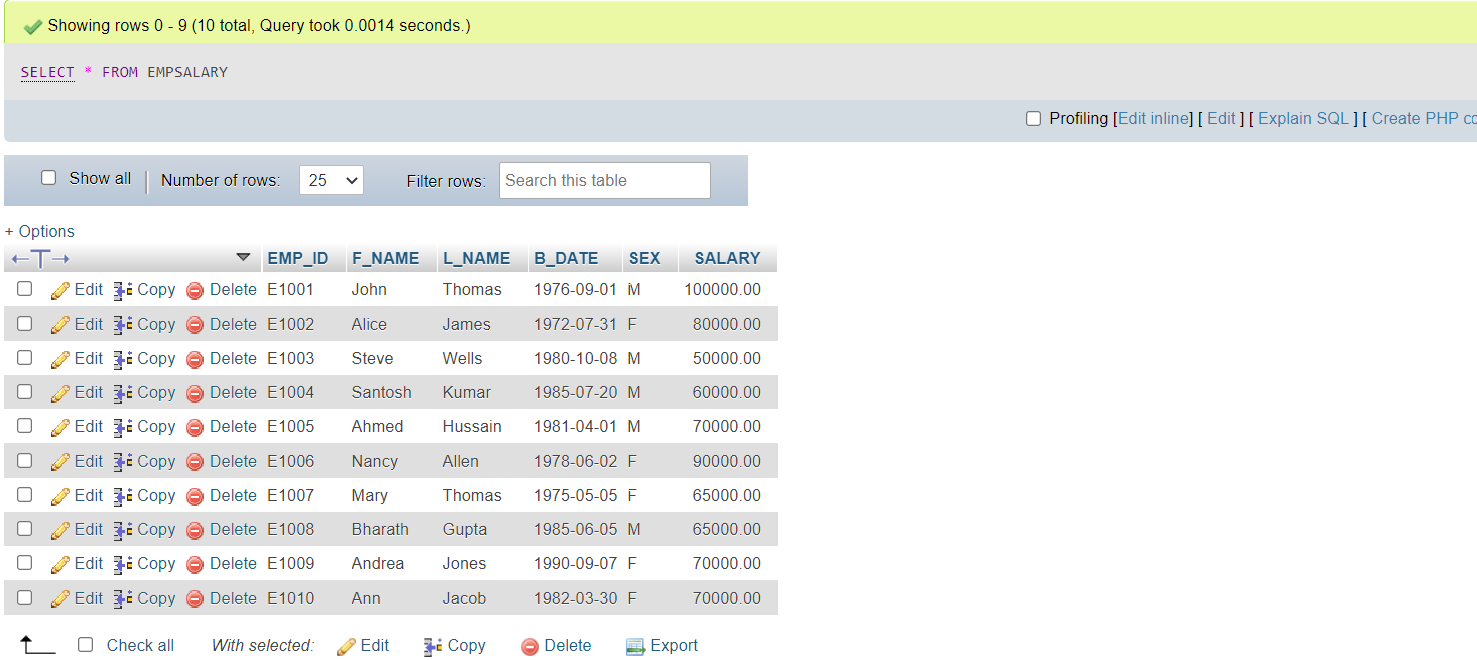 Showing rows 0 - 9 (10 total, Query took 0.0014 seconds.)
SELECT * FROM EMPSALARY
Profiling [Edit inline] [ Edit ] [ Explain SQL ] [ Create PHP co
Show all | Number of rows: 25 Filter rows: Search this table
+ Options
EMP_ID F_NAME L_NAME B_DATE SEX SALARY
Edit Copy Delete E1001 John Thomas 1976-09-01 M 100000.00
Edit Copy Delete E1002 Alice James 1972-07-31 F 80000.00
Edit Copy Delete E1003 Steve Wells 1980-10-08 M 50000.00
Edit Copy Delete E1004 Santosh Kumar 1985-07-20 M 60000.00
Edit Copy Delete E1005 Ahmed Hussain 1981-04-01 M 70000.00
Edit Copy Delete E1006 Nancy Allen 1978-06-02 F 90000.00
Edit Copy Delete E1007 Mary Thomas 1975-05-05 F 65000.00
Edit Copy Delete E1008 Bharath Gupta 1985-06-05 M 65000.00
Edit Copy Delete E1009 Andrea Jones 1990-09-07 F 70000.00
Edit Copy Delete E1010 Ann Jacob 1982-03-30 F 70000.00
Check all With selected: Edit Copy Delete Export